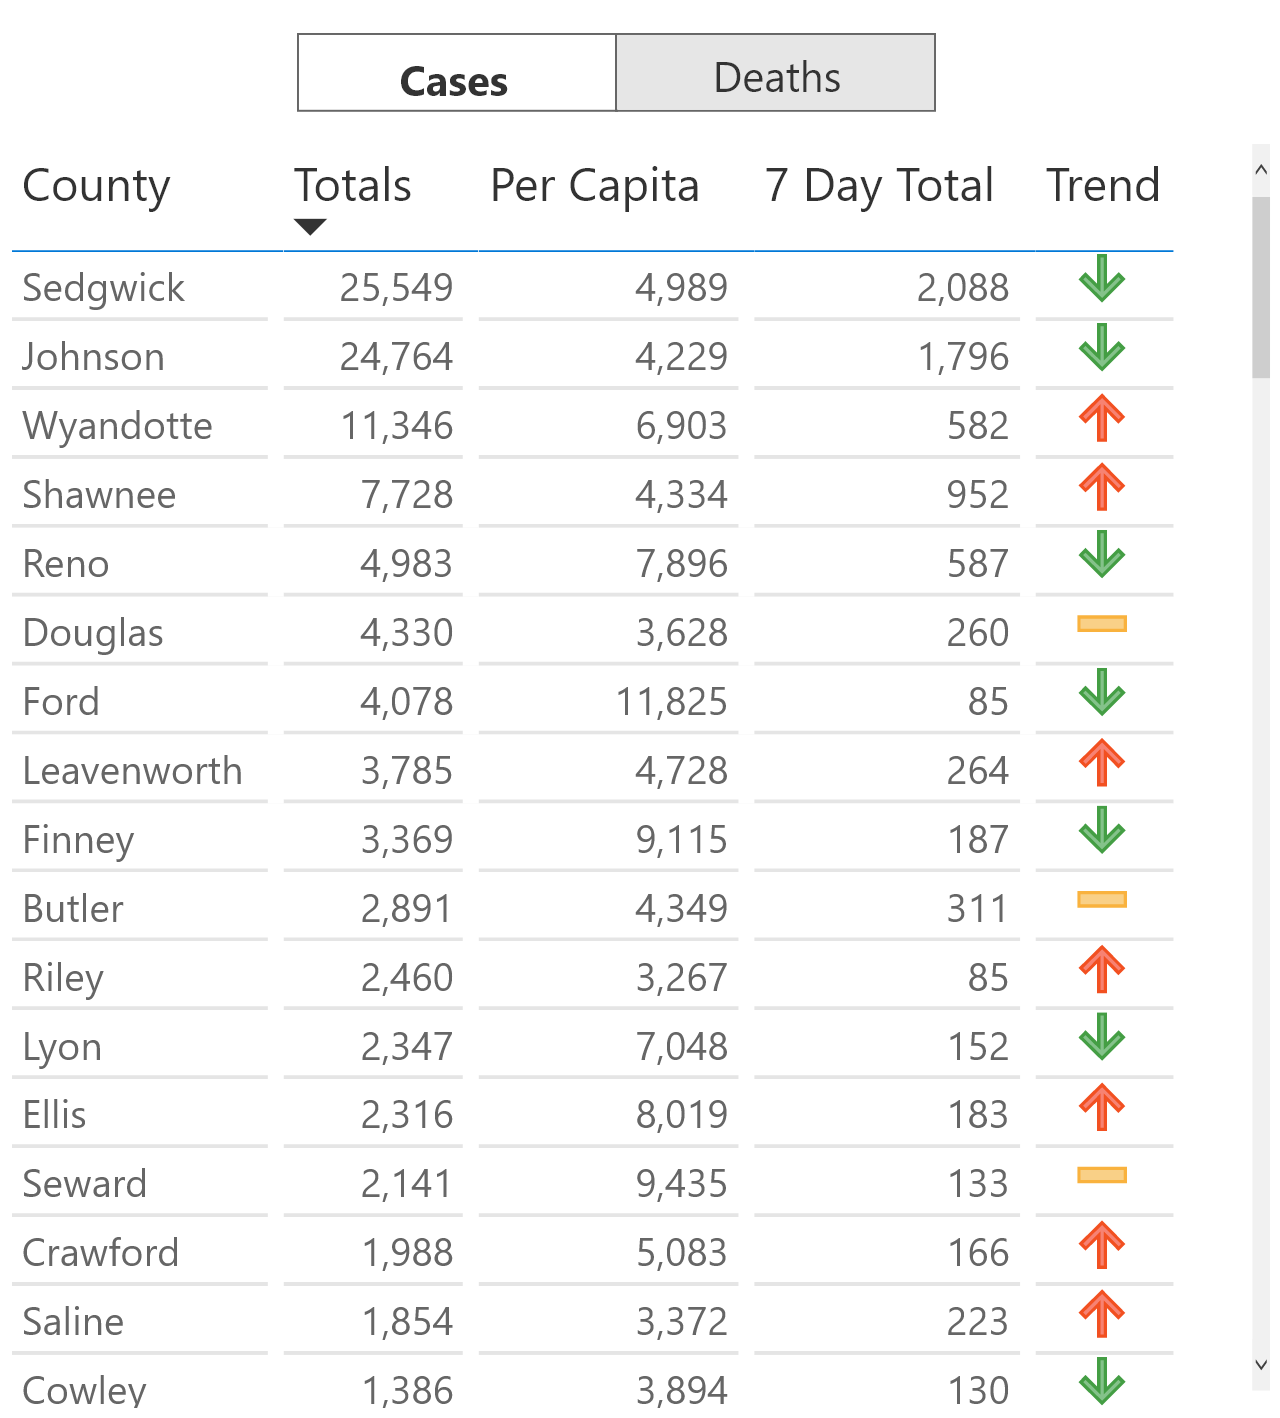 Cases Deaths
County Totals Per Capita 7 Day Total Trend
Sedgwick 25,549 4,989 2,088
Johnson 24,764 4,229 1,796
Wyandotte 11,346 6,903 582
Shawnee 7,728 4,334 952
Reno 4,983 7,896 587
Douglas 4,330 3,628 260
Ford 4,078 11,825 85
Leavenworth 3,785 4,728 264
Finney 3,369 9,115 187
Butler 2,891 4,349 311
Riley 2,460 3,267 85
Lyon 2,347 7,048 152
Ellis 2,316 8,019 183
Seward 2,141 9,435 133
Crawford 1,988 5,083 166
Saline 1,854 3,372 223
Cowley 1,386 3,894 130